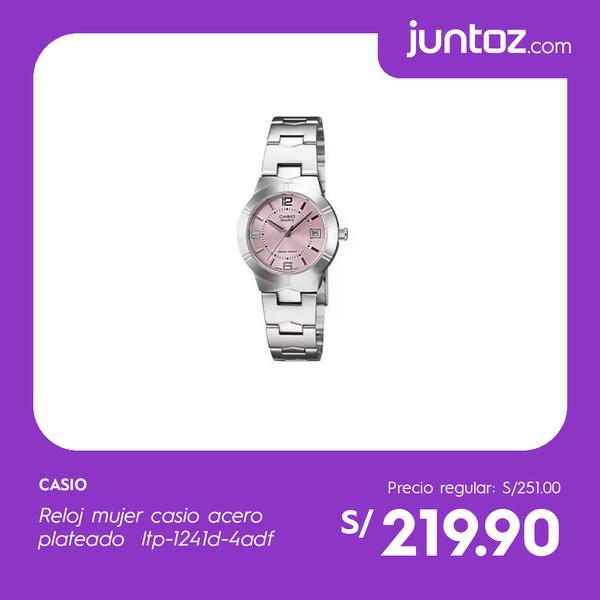 juntoz.com
12
CASIO
QUARTZ
CASIO
Precio regular: S/251.00
Reloj mujer casio acero
plateado ltp-1241d-4adf
S/ 219.90